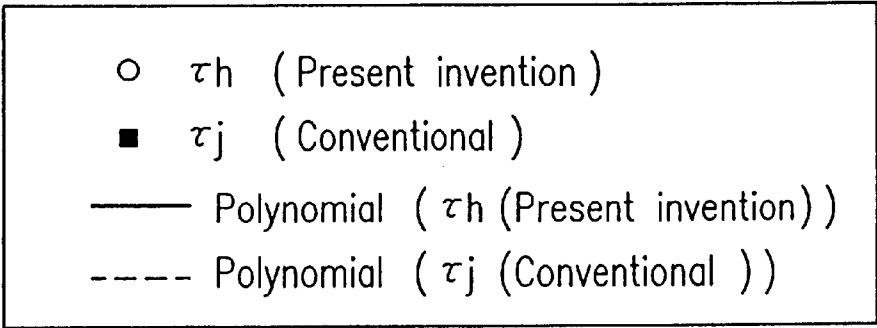 τh (Present invention)
τj (Conventional)
Polynomial (τh (Present invention))
Polynomial (τj (Conventional))